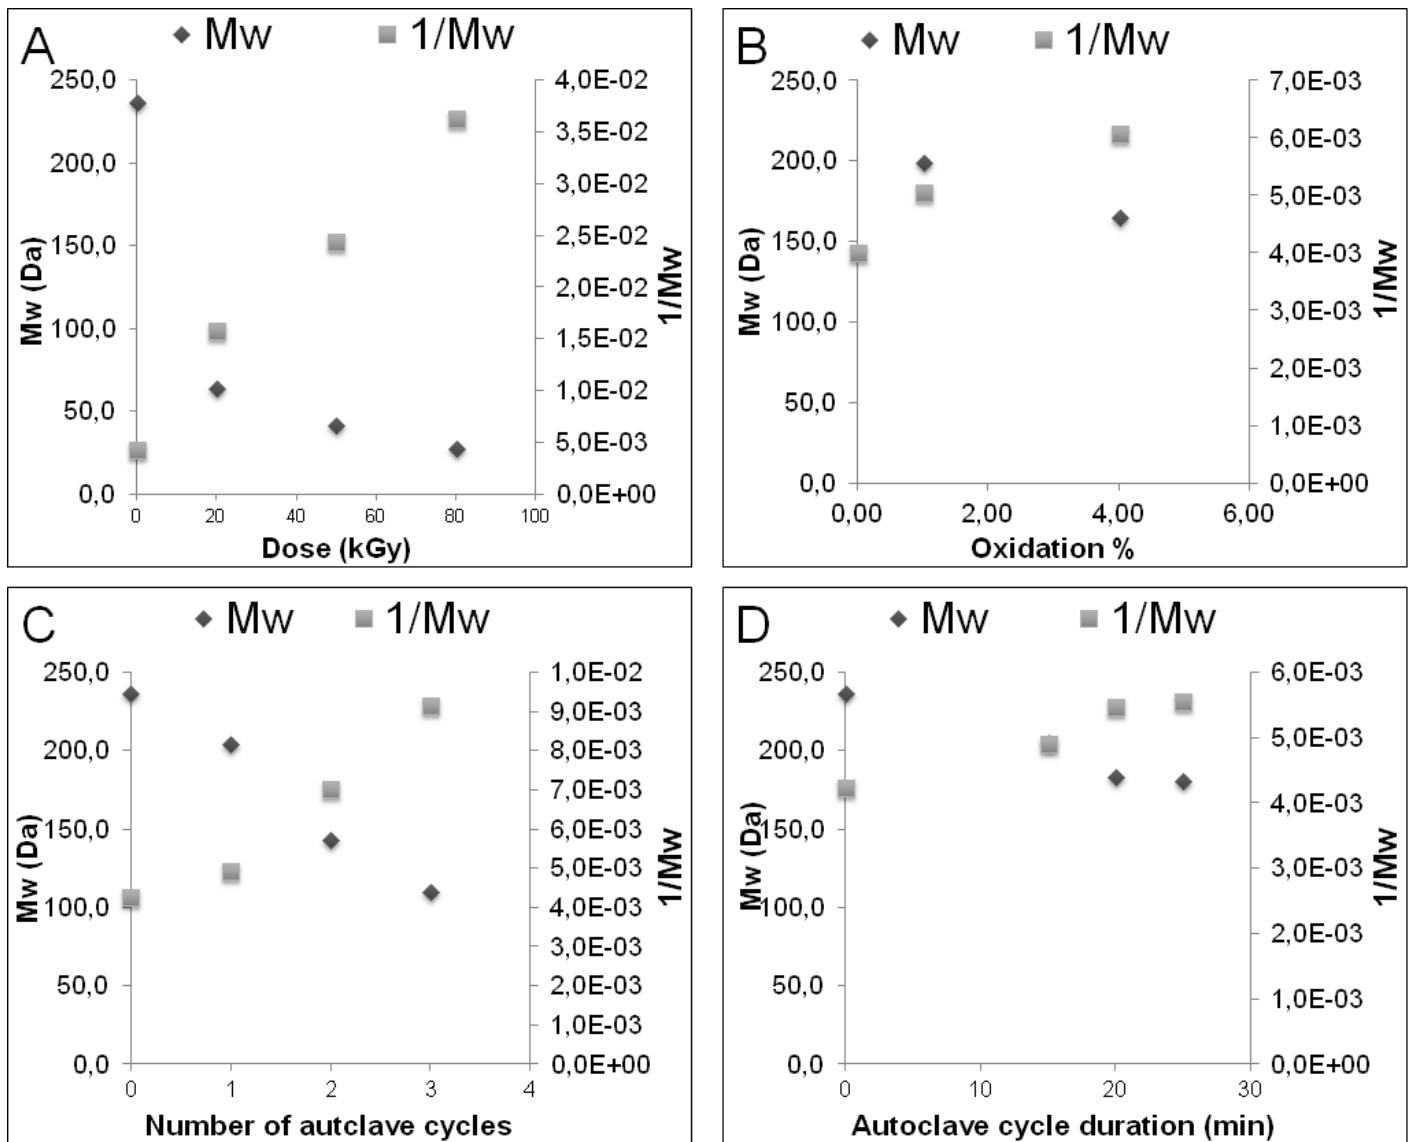 A
Mw
1/Mw
250,0
200,0
150,0
100,0
50,0
0,0
Mw (Da)
4,0E-02
3,5E-02
3,0E-02
2,5E-02
2,0E-02
1,5E-02
1,0E-02
5,0E-03
0,0E+00
1/Mw
0 20 40 60 80 100
Dose (kGy)
B
Mw
1/Mw
250,0
200,0
150,0
100,0
50,0
0,0
Mw (Da)
7,0E-03
6,0E-03
5,0E-03
4,0E-03
3,0E-03
2,0E-03
1,0E-03
0,0E+00
1/Mw
0,00 2,00 4,00 6,00
Oxidation %
C
Mw
1/Mw
250,0
200,0
150,0
100,0
50,0
0,0
Mw (Da)
1,0E-02
9,0E-03
8,0E-03
7,0E-03
6,0E-03
5,0E-03
4,0E-03
3,0E-03
2,0E-03
1,0E-03
0,0E+00
1/Mw
0 1 2 3 4
Number of autclave cycles
D
Mw
1/Mw
250,0
200,0
150,0
100,0
50,0
0,0
Mw (Da)
6,0E-03
5,0E-03
4,0E-03
3,0E-03
2,0E-03
1,0E-03
0,0E+00
1/Mw
0 10 20 30
Autoclave cycle duration (min)